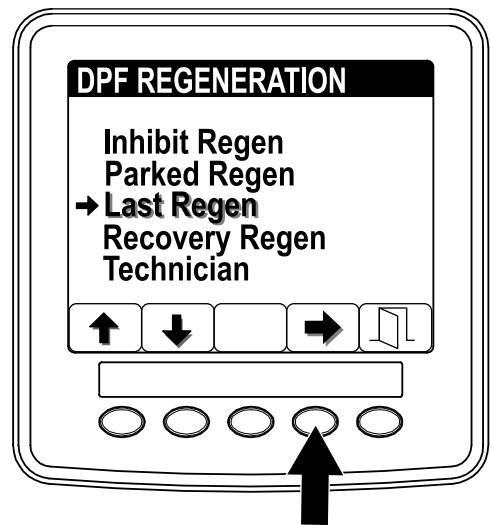 DPF REGENERATION
Inhibit Regen
Parked Regen
Last Regen
Recovery Regen
Technician